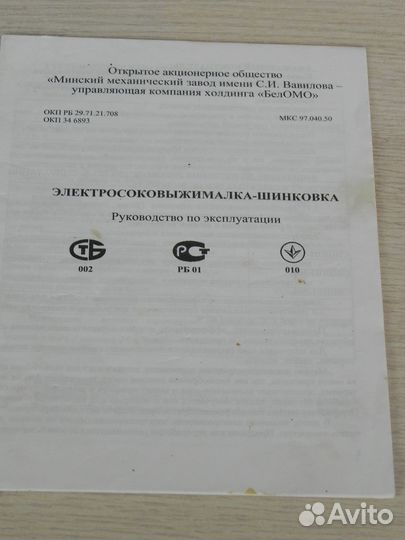 Открытое акционерное общество
«Минский механический завод имени С.И. Вавилова –
управляющая компания холдинга «БелОМО»
ОКП РБ 29.71.21.708
ОКП 34 6893
МКС 97.040.50
ЭЛЕКТРОСОКОВЫЖИМАЛКА-ШИНКОВКА
Руководство по эксплуатации
СТБ
РСТ
002
РБ 01
010
Avito